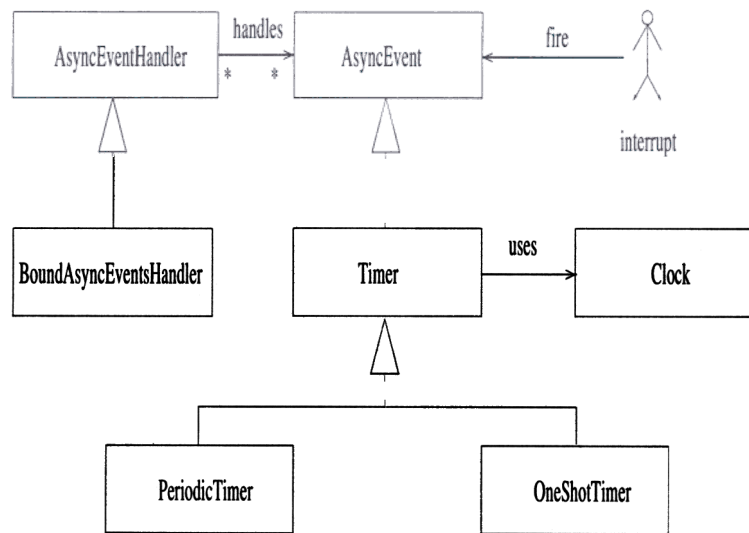 handles
AsyncEventHandler
AsyncEvent
fire
* *
interrupt
uses
BoundAsyncEventsHandler
Timer
Clock
PeriodicTimer
OneShotTimer